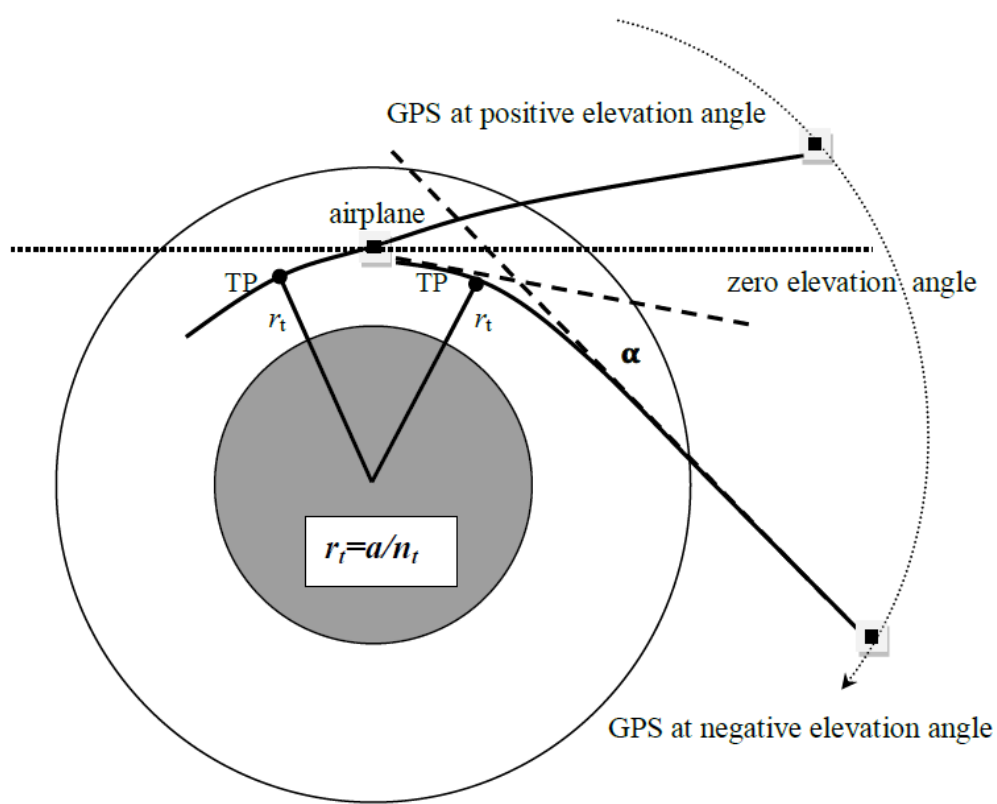 GPS at positive elevation angle
airplane
zero elevation angle
TP
TP
r_t
r_t
α
r_t=a/n_t
GPS at negative elevation angle